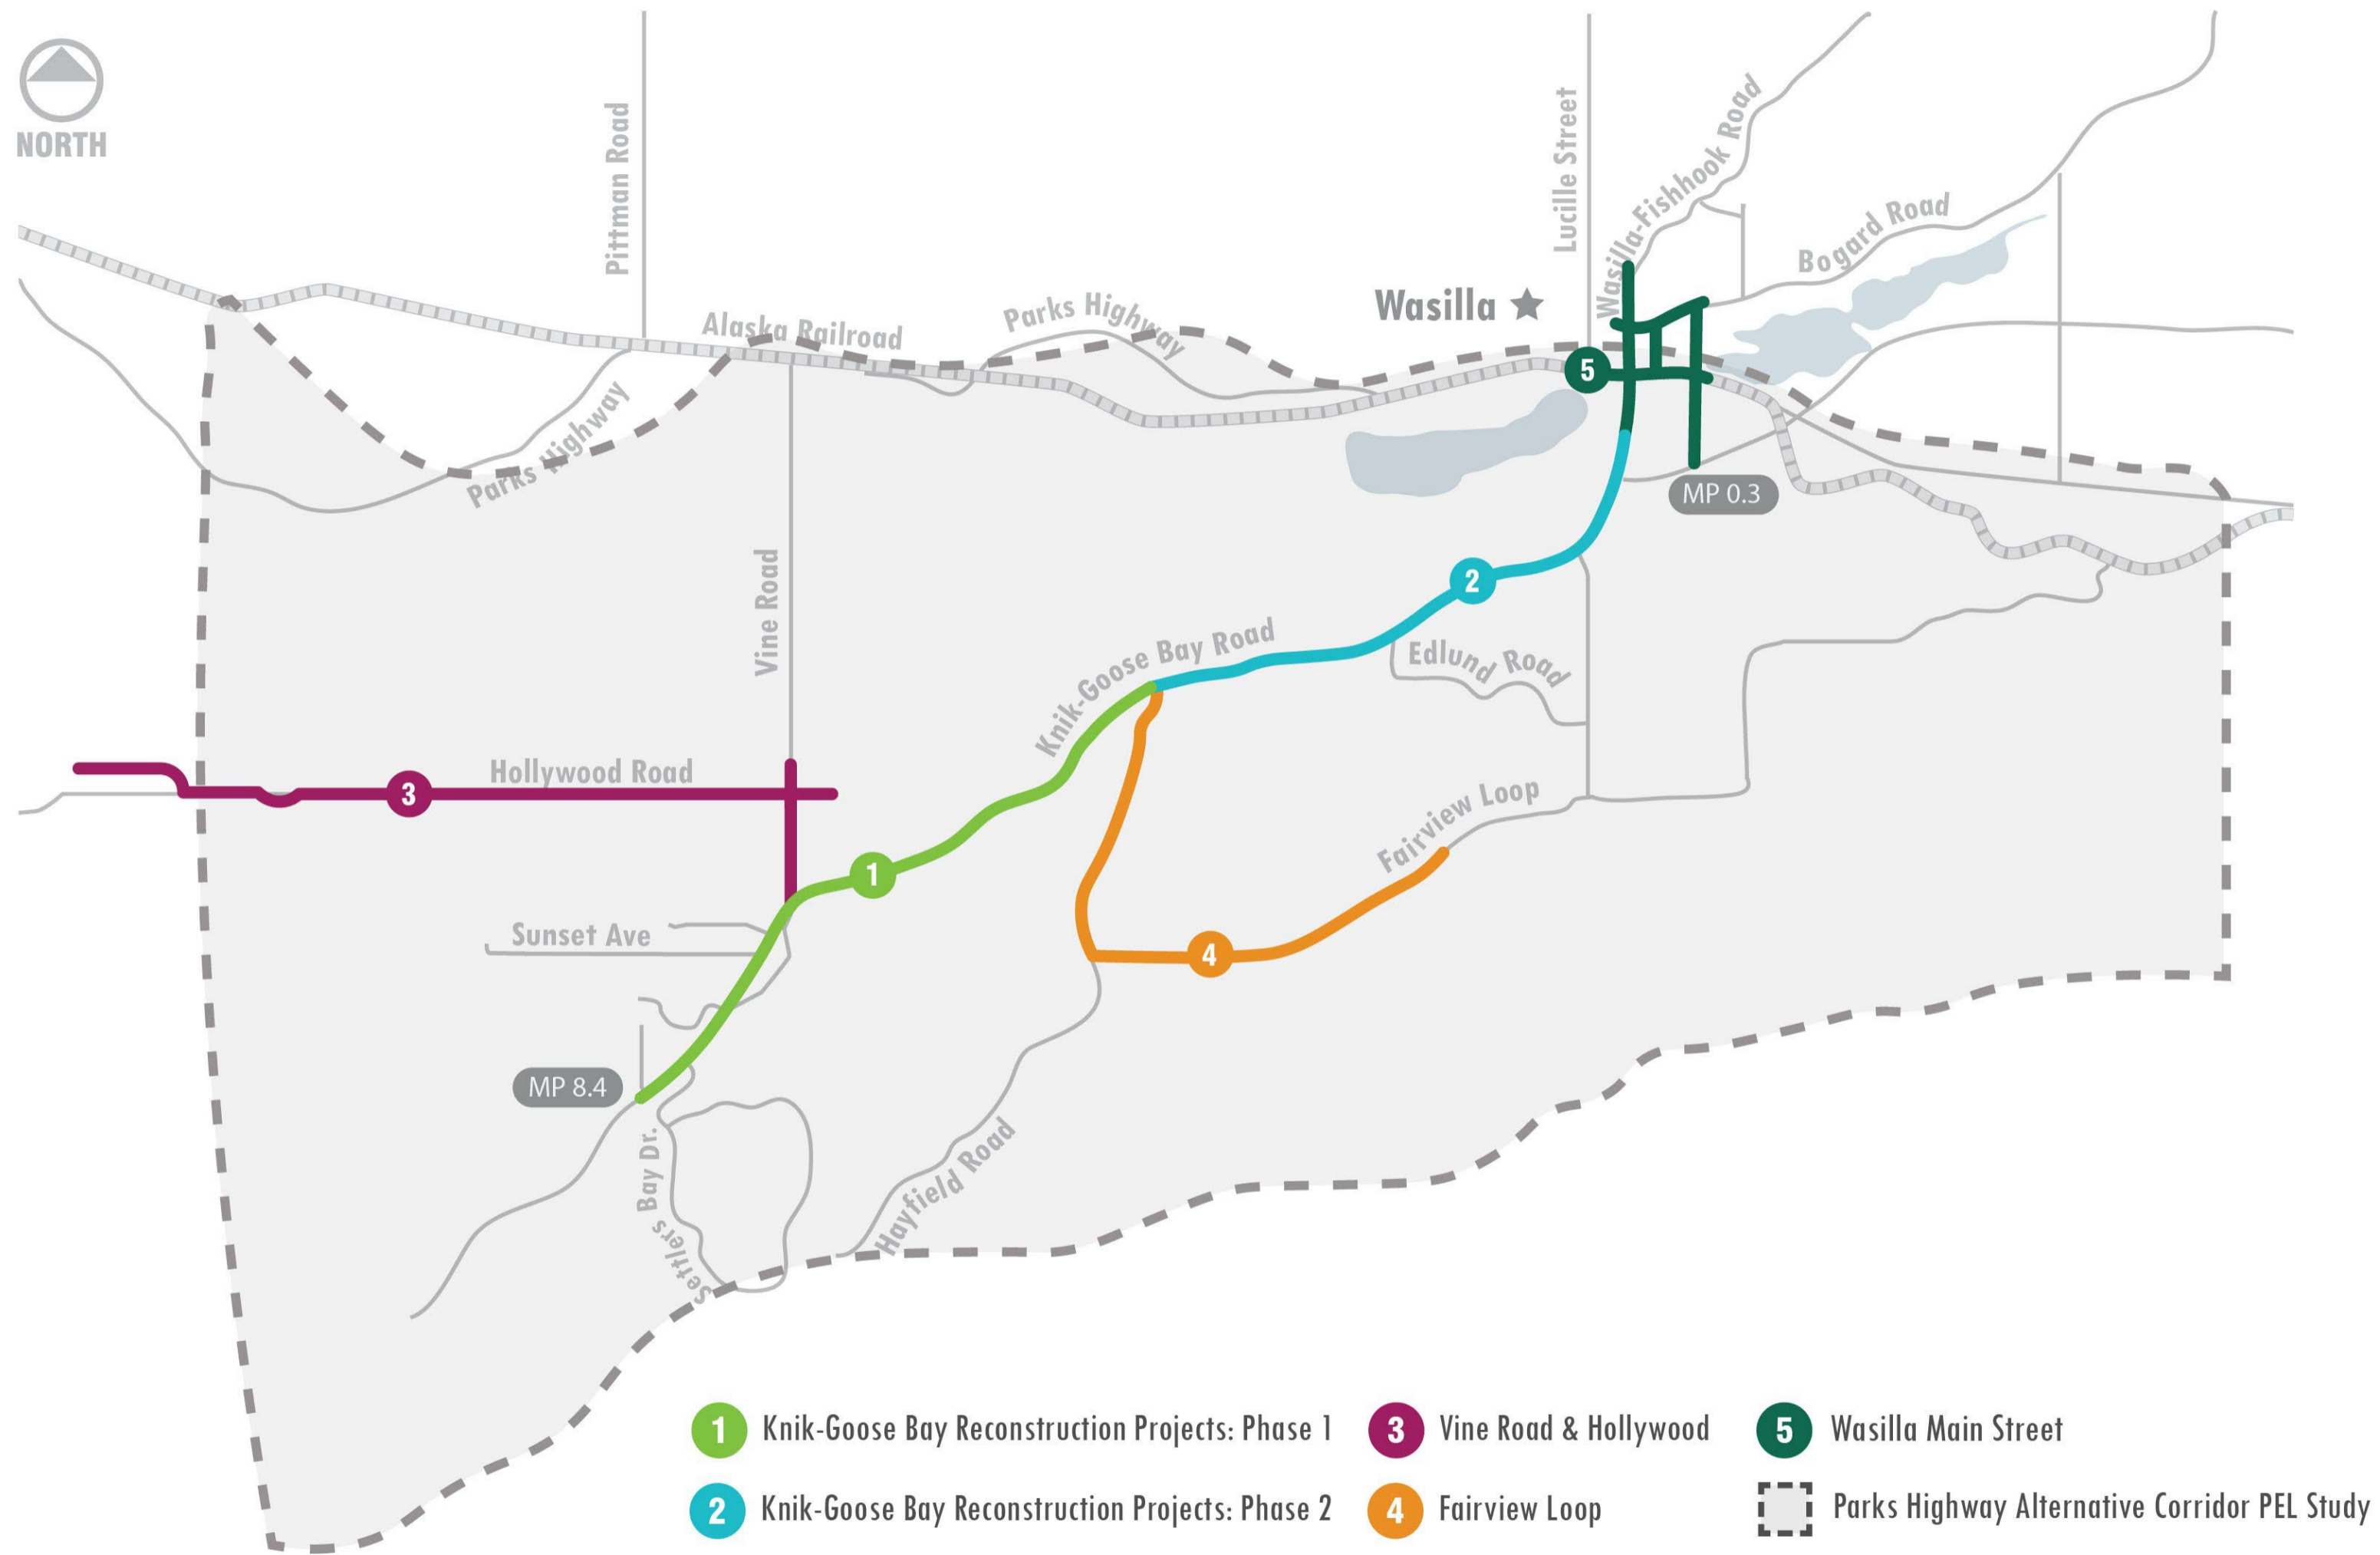 NORTH
Pittman Road
Lucille Street
Wasilla-Fishhook Road
Bogard Road
Wasilla
Alaska Railroad
Parks Highway
5
Parks Highway
MP 0.3
Vine Road
2
Knik-Goose Bay Road
Edlund Road
Hollywood Road
3
Fairview Loop
1
Sunset Ave
4
MP 8.4
Settler's Bay Dr.
Hayfield Road
1 Knik-Goose Bay Reconstruction Projects: Phase 1
2 Knik-Goose Bay Reconstruction Projects: Phase 2
3 Vine Road & Hollywood
4 Fairview Loop
5 Wasilla Main Street
Parks Highway Alternative Corridor PEL Study